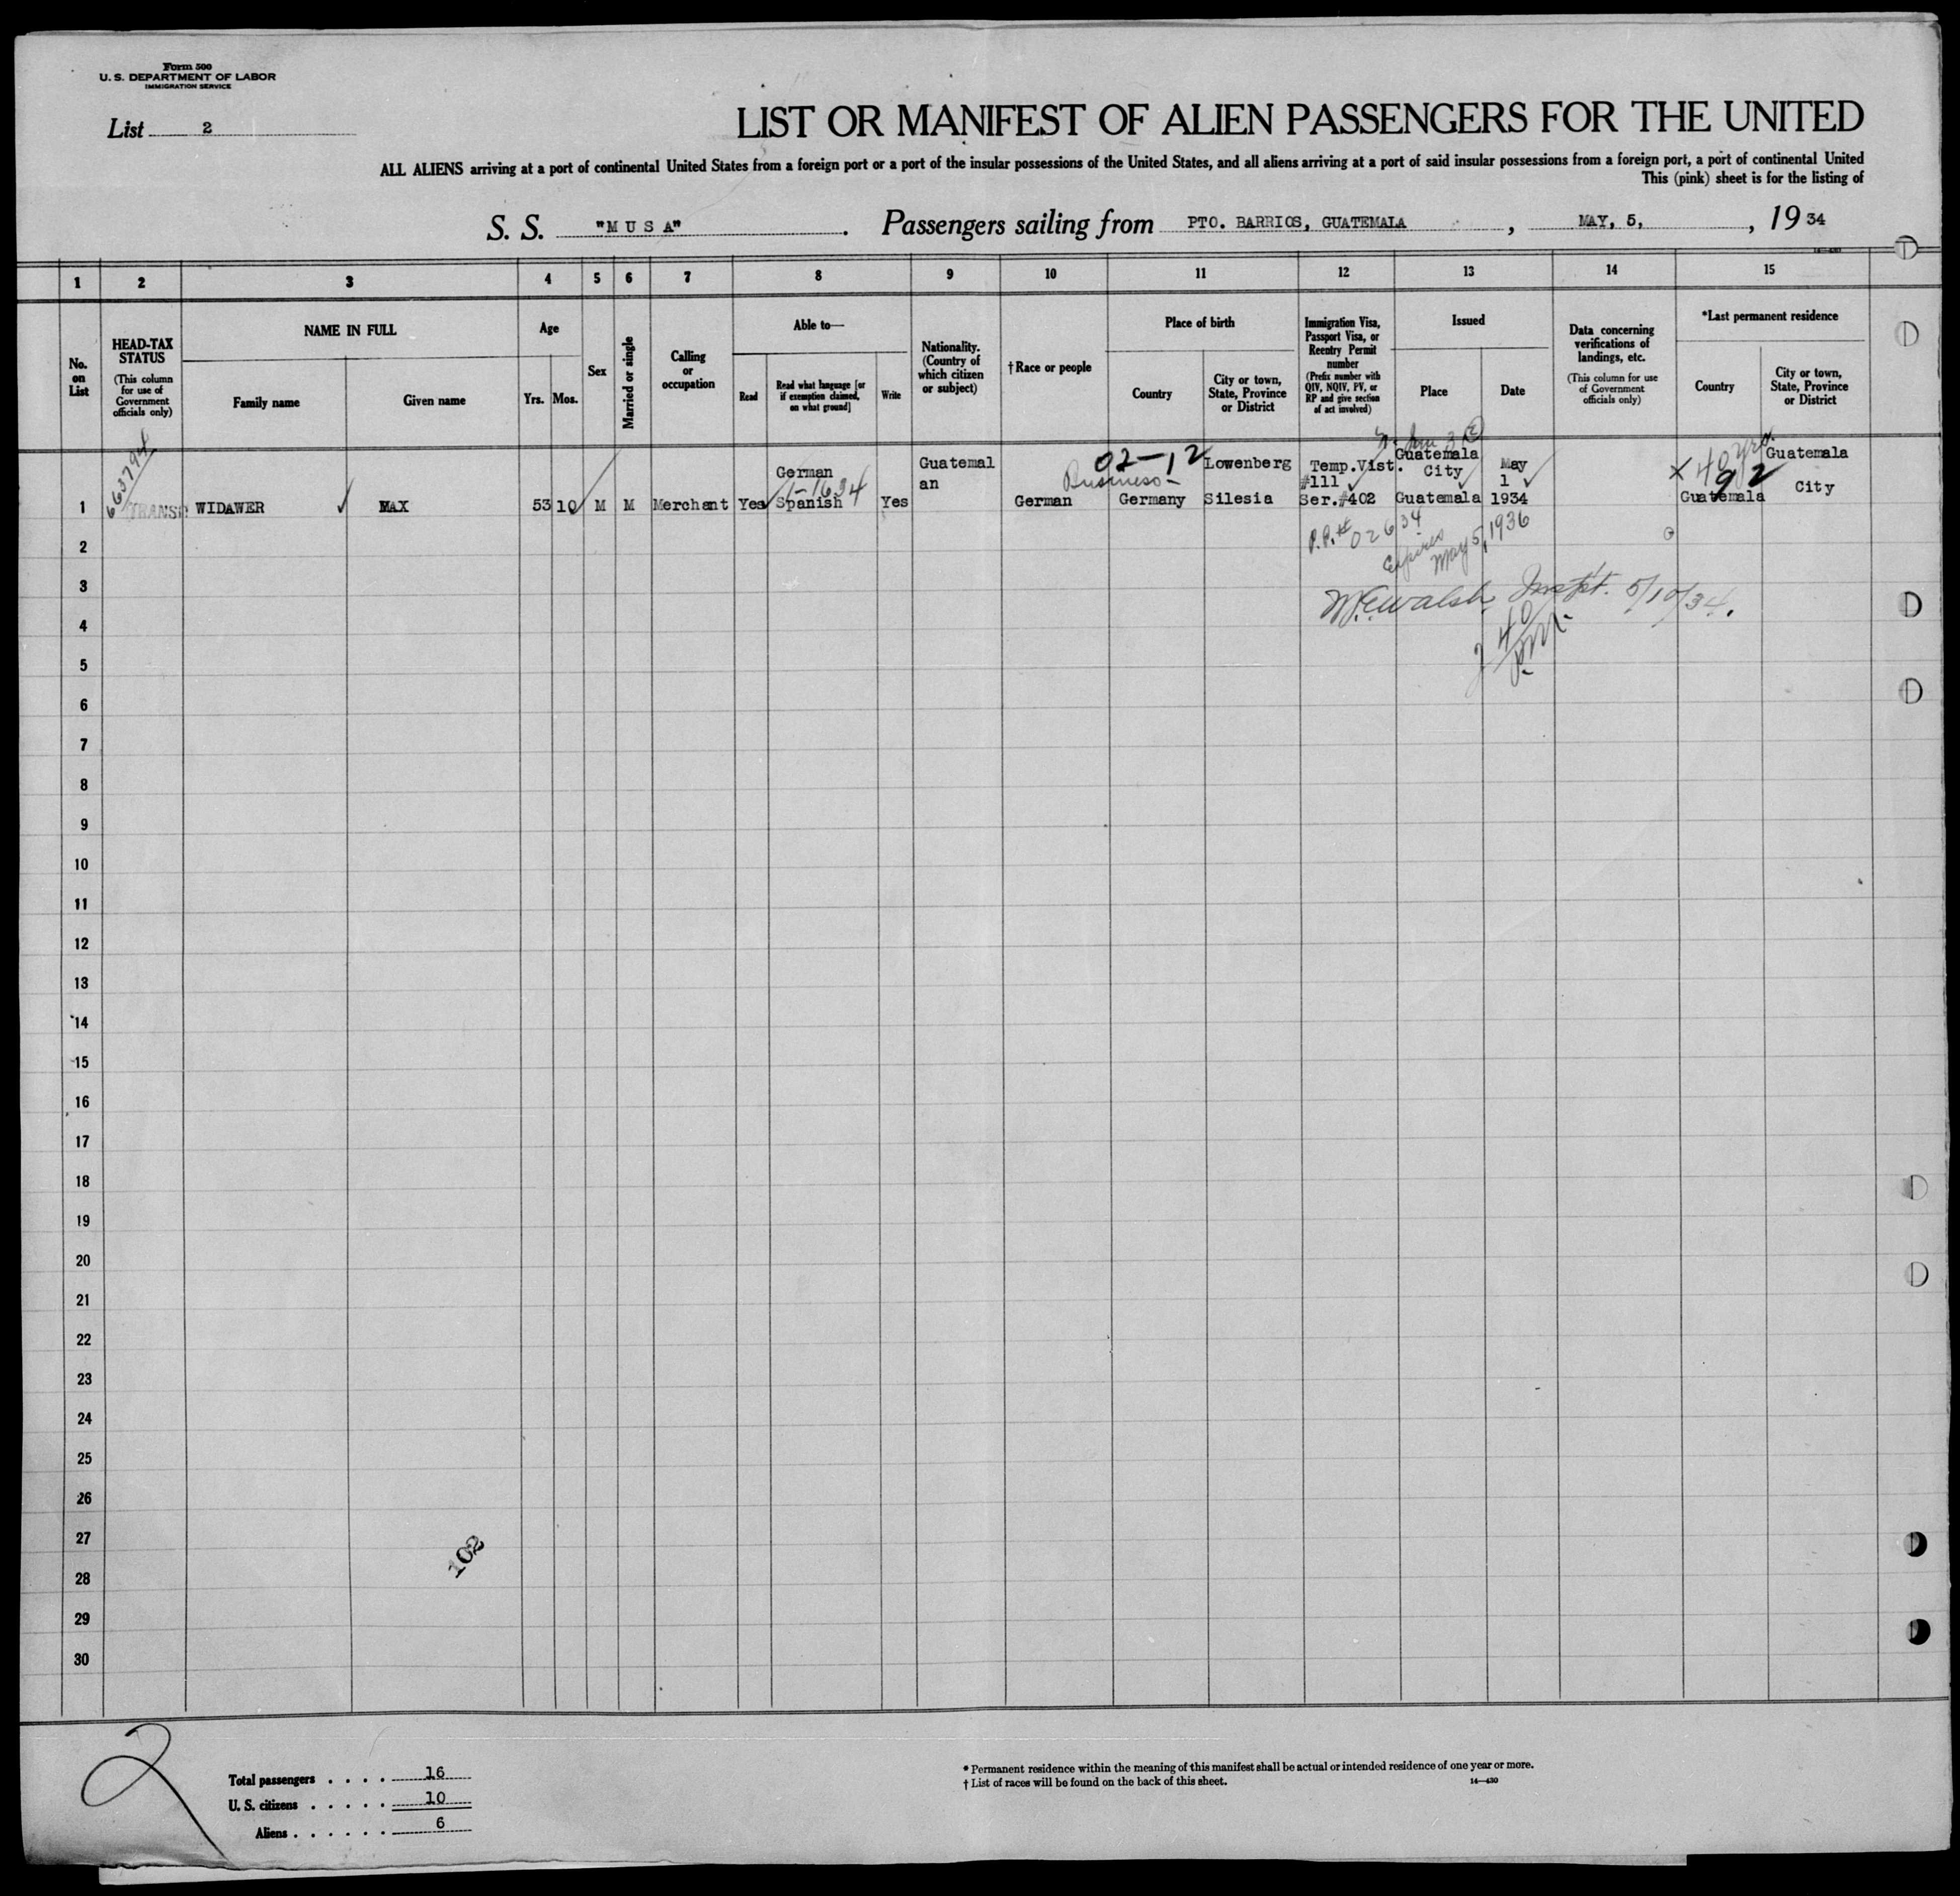 Form 500
U. S. DEPARTMENT OF LABOR
IMMIGRATION SERVICE
List 2
LIST OR MANIFEST OF ALIEN PASSENGERS FOR THE UNITED
ALL ALIENS arriving at a port of continental United States from a foreign port or a port of the insular possessions of the United States, and all aliens arriving at a port of said insular possessions from a foreign port, a port of continental United
This (pink) sheet is for the listing of
S. S. "M U S A". Passengers sailing from PTO. BARRIOS, GUATEMALA, MAY, 5, , 1934
1 2 3 4 5 6 7 8 9 10 11 12 13 14 15
No. on List
HEAD-TAX STATUS
(This column for use of Government officials only)
NAME IN FULL
Family name
Given name
Age
Yrs. Mos.
Sex
Married or single
Calling or occupation
Able to—
Read
Read what language [or if exemption claimed, on what ground]
Write
Nationality. (Country of which citizen or subject)
†Race or people
Place of birth
Country
City or town, State, Province or District
Immigration Visa, Passport Visa, or Reentry Permit number
(Prefix number with QIV, NQIV, PV, or RP and give section of act involved)
Issued
Place
Date
Data concerning verifications of landings, etc.
(This column for use of Government officials only)
*Last permanent residence
Country
City or town, State, Province or District
663794
02-12
Business-
40 yrs.
92
German
1-1634
Guatemal
an
Lowenberg
Temp.Vist.
#111
Guatemala
City
May
1
Guatemala
City
1 TRANSIT WIDAWER MAX 53 10 M M Merchant Yes Spanish Yes German Germany Silesia Ser.#402 Guatemala 1934 Guatemala
P.P.# 02634
Expires
May 5, 1936
2
3
W.E. Walsh Inspt. 5/10/34.
4
5
6
7
8
9
10
11
12
13
14
15
16
17
18
19
20
21
22
23
24
25
26
27
102
28
29
30
2
Total passengers . . . . 16
U. S. citizens . . . . . 10
Aliens . . . . . . 6
* Permanent residence within the meaning of this manifest shall be actual or intended residence of one year or more.
† List of races will be found on the back of this sheet.
14—430